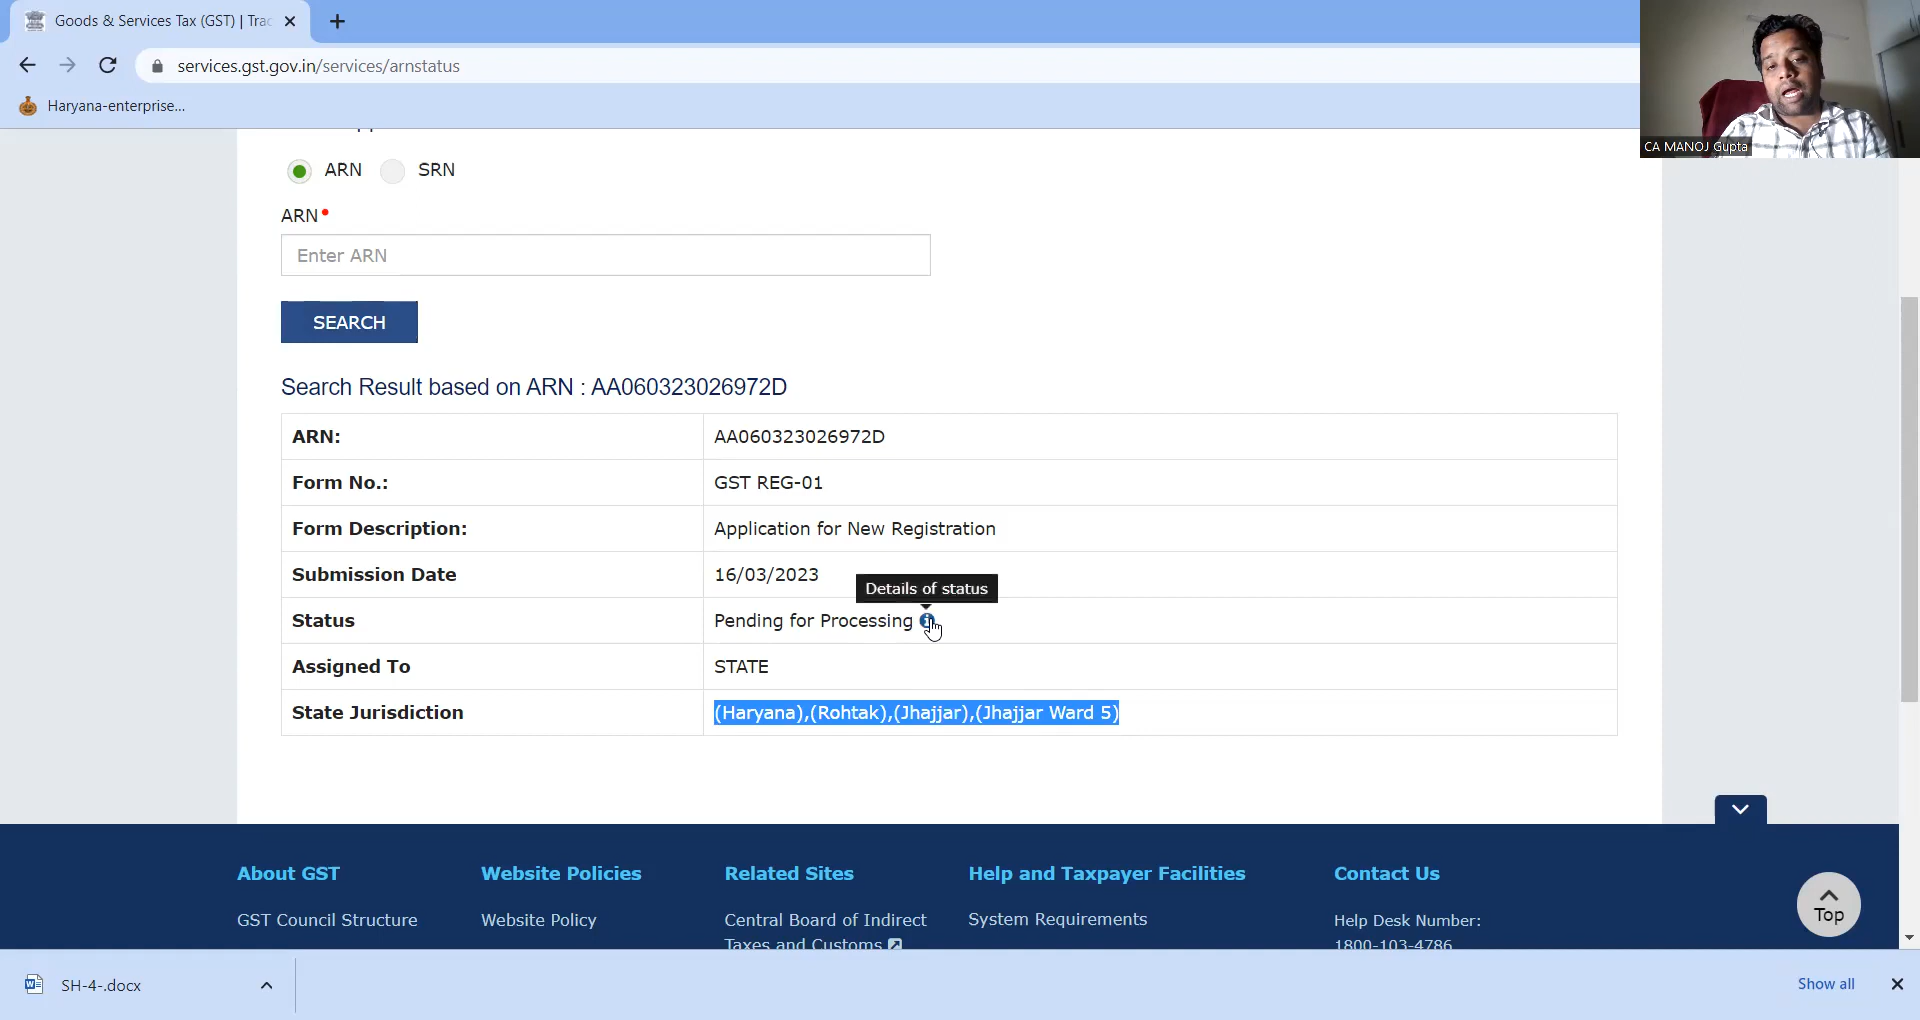 Goods & Services Tax (GST) | Trac
services.gst.gov.in/services/arnstatus
Haryana-enterprise...
CA MANOJ Gupta
ARN SRN
ARN•
Enter ARN
SEARCH
Search Result based on ARN : AA060323026972D
ARN: AA060323026972D
Form No.: GST REG-01
Form Description: Application for New Registration
Submission Date 16/03/2023
Details of status
Status Pending for Processing
Assigned To STATE
State Jurisdiction (Haryana),(Rohtak),(Jhajjar),(Jhajjar Ward 5)
About GST Website Policies Related Sites Help and Taxpayer Facilities Contact Us
GST Council Structure Website Policy Central Board of Indirect System Requirements Help Desk Number:
Taxes and Customs 1800-103-4786
Top
SH-4-.docx
Show all